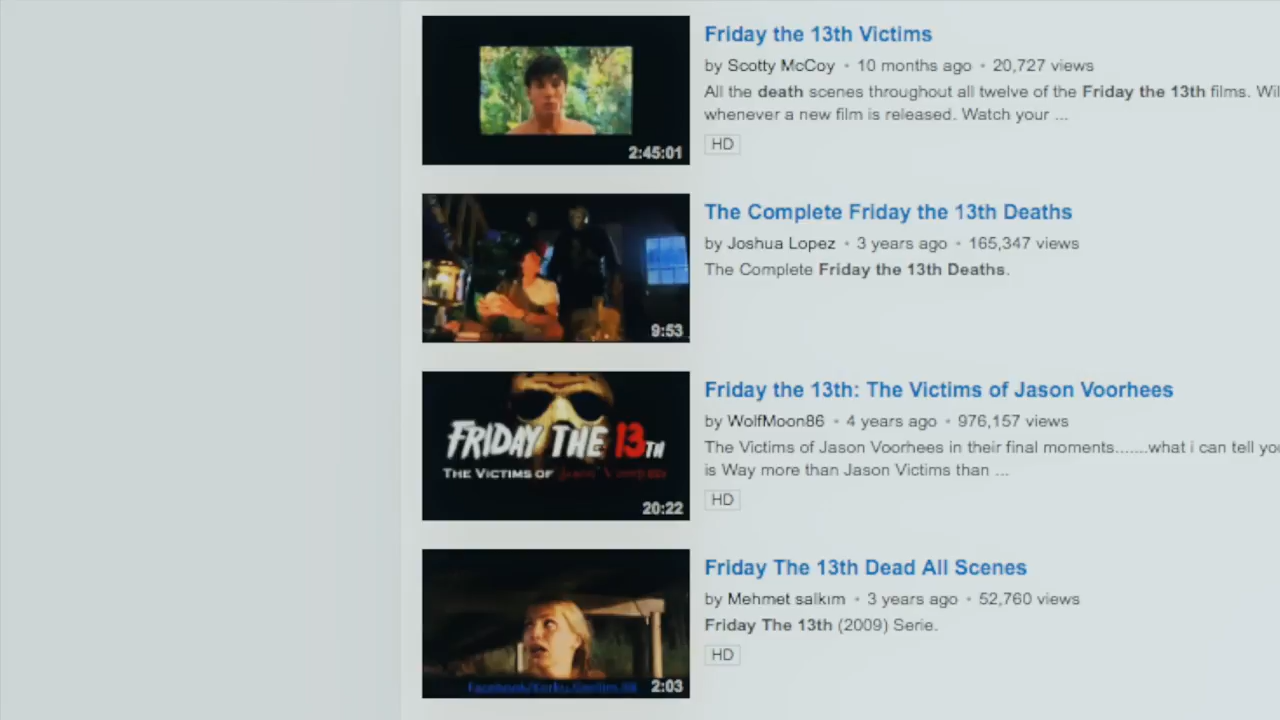 Friday the 13th Victims
by Scotty McCoy • 10 months ago • 20,727 views
All the death scenes throughout all twelve of the Friday the 13th films. Wil
whenever a new film is released. Watch your ...
HD
2:45:01
The Complete Friday the 13th Deaths
by Joshua Lopez • 3 years ago • 165,347 views
The Complete Friday the 13th Deaths.
9:53
Friday the 13th: The Victims of Jason Voorhees
by WolfMoon86 • 4 years ago • 976,157 views
The Victims of Jason Voorhees in their final moments.......what i can tell you
is Way more than Jason Victims than ...
HD
FRIDAY THE 13TH
THE VICTIMS OF Jason Voorhees
20:22
Friday The 13th Dead All Scenes
by Mehmet salkım • 3 years ago • 52,760 views
Friday The 13th (2009) Serie.
HD
2:03